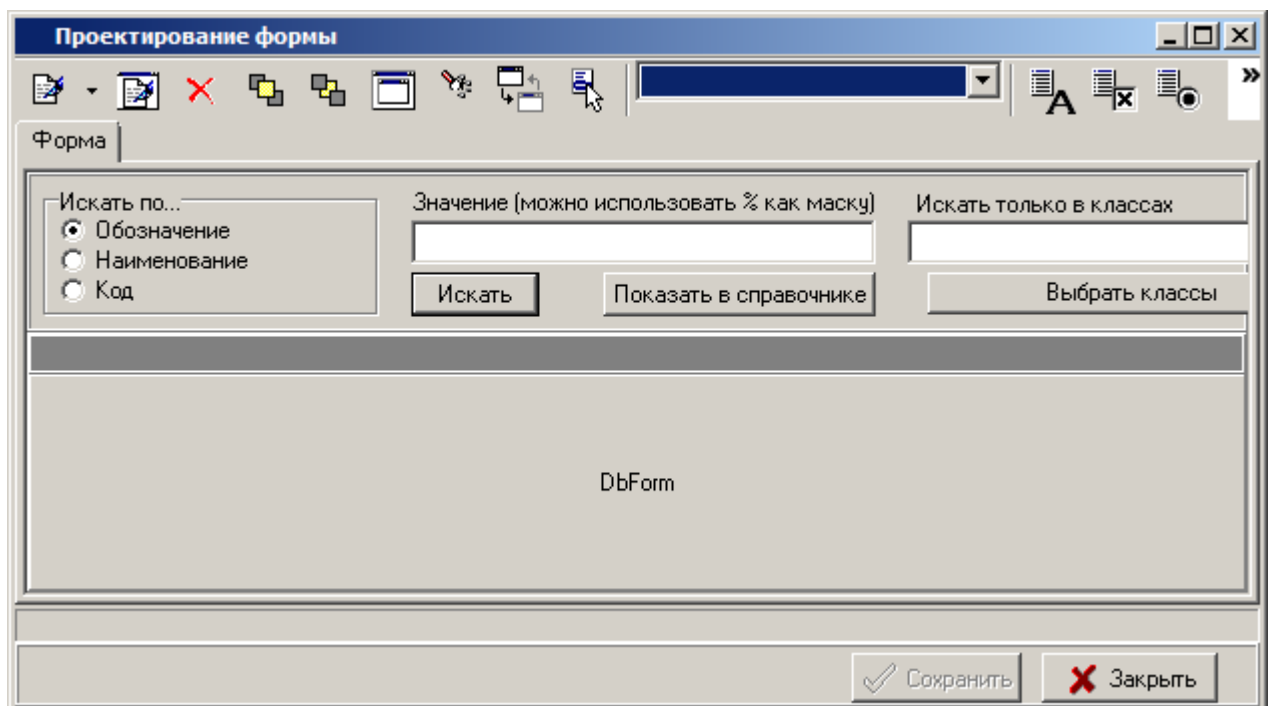 Проектирование формы
»
Форма
Искать по...
Обозначение
Наименование
Код
Значение (можно использовать % как маску)
Искать
Показать в справочнике
Искать только в классах
Выбрать классы
DbForm
Сохранить
Закрыть